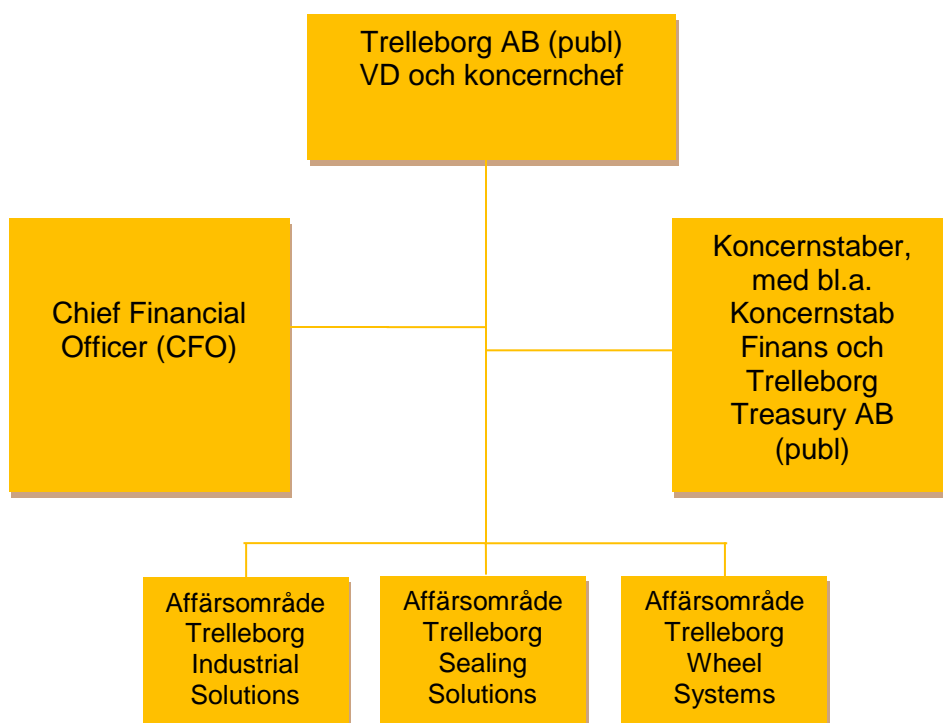 Trelleborg AB (publ)
VD och koncernchef
Chief Financial
Officer (CFO)
Koncernstaber,
med bl.a.
Koncernstab
Finans och
Trelleborg
Treasury AB
(publ)
Affärsområde
Trelleborg
Industrial
Solutions
Affärsområde
Trelleborg
Sealing
Solutions
Affärsområde
Trelleborg
Wheel
Systems